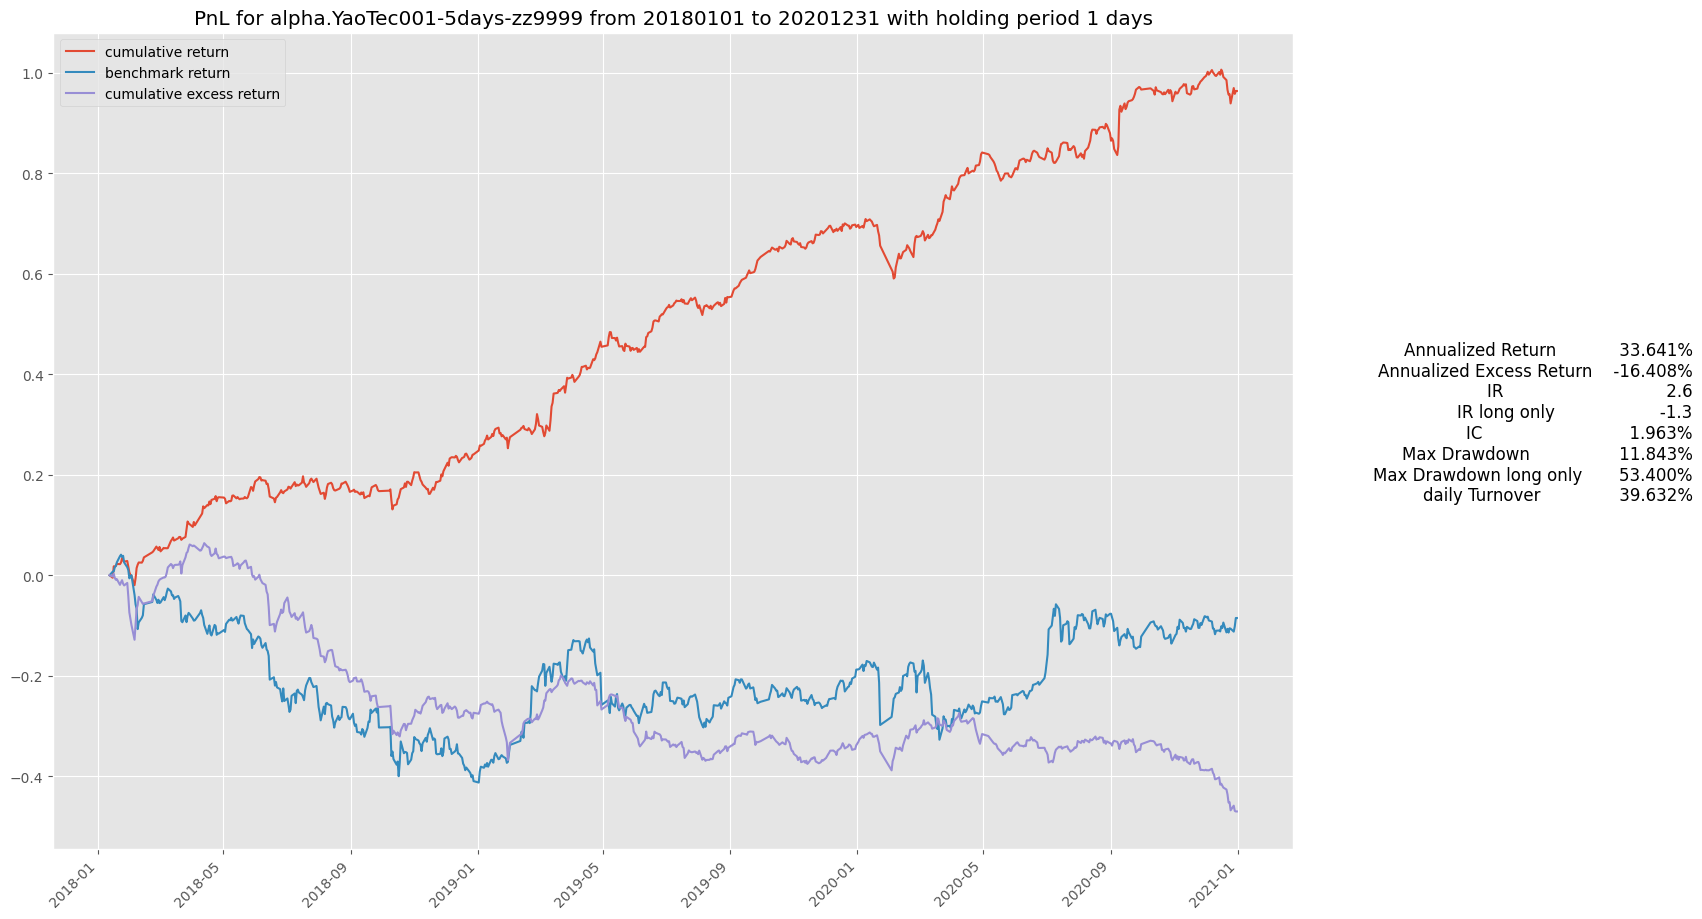 PnL for alpha.YaoTec001-5days-zz9999 from 20180101 to 20201231 with holding period 1 days
cumulative return
benchmark return
cumulative excess return
1.0
0.8
0.6
0.4
0.2
0.0
−0.2
−0.4
2018-01
2018-05
2018-09
2019-01
2019-05
2019-09
2020-01
2020-05
2020-09
2021-01
Annualized Return 33.641%
Annualized Excess Return -16.408%
IR 2.6
IR long only -1.3
IC 1.963%
Max Drawdown 11.843%
Max Drawdown long only 53.400%
daily Turnover 39.632%